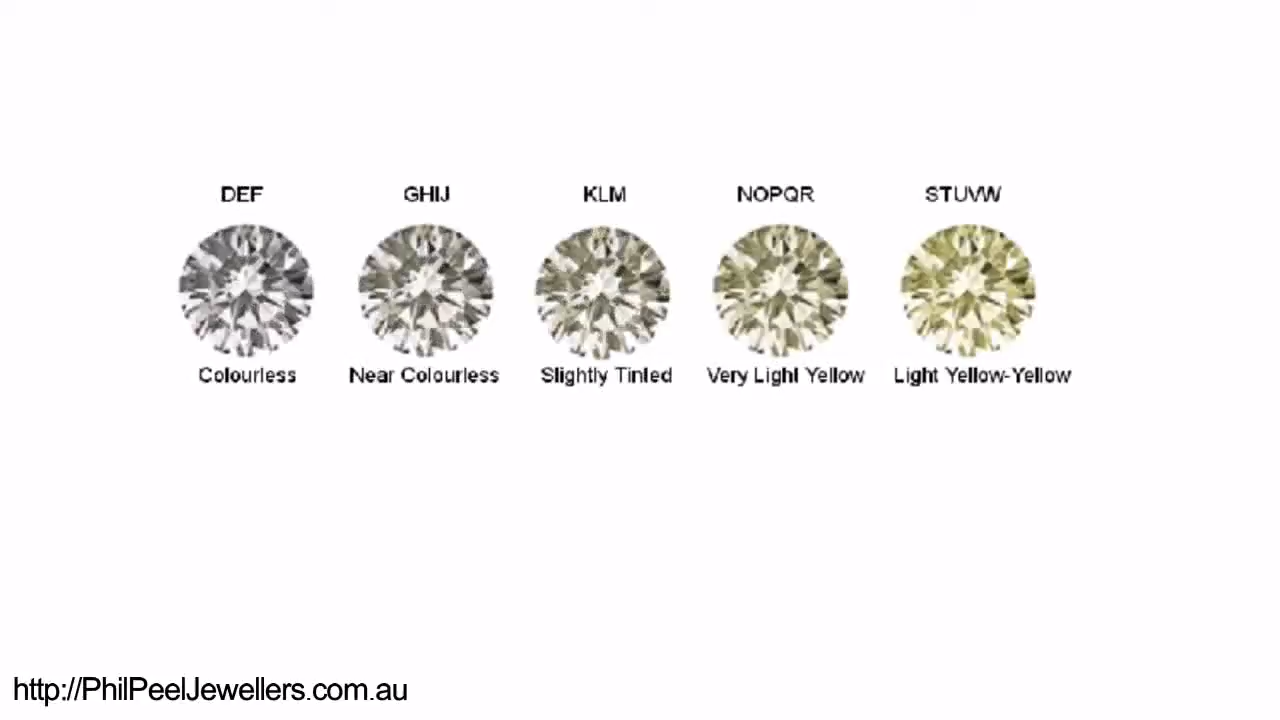 DEF GHIJ KLM NOPQR STUVW
Colourless Near Colourless Slightly Tinted Very Light Yellow Light Yellow-Yellow
http://PhilPeelJewellers.com.au